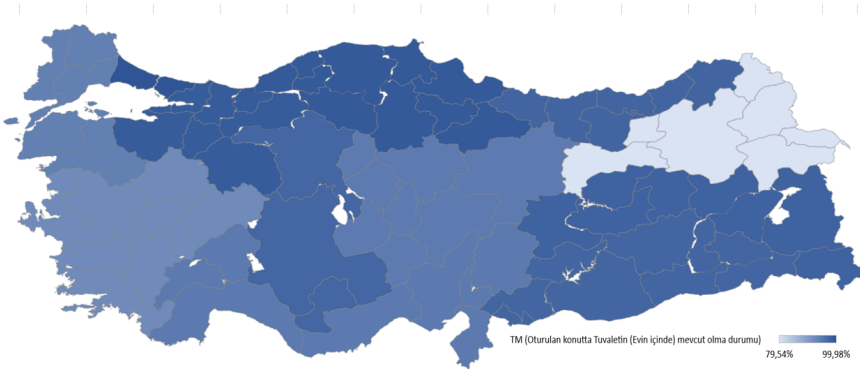 TM (Oturulan konutta Tuvaletin (Evin içinde) mevcut olma durumu)
79,54% 99,98%